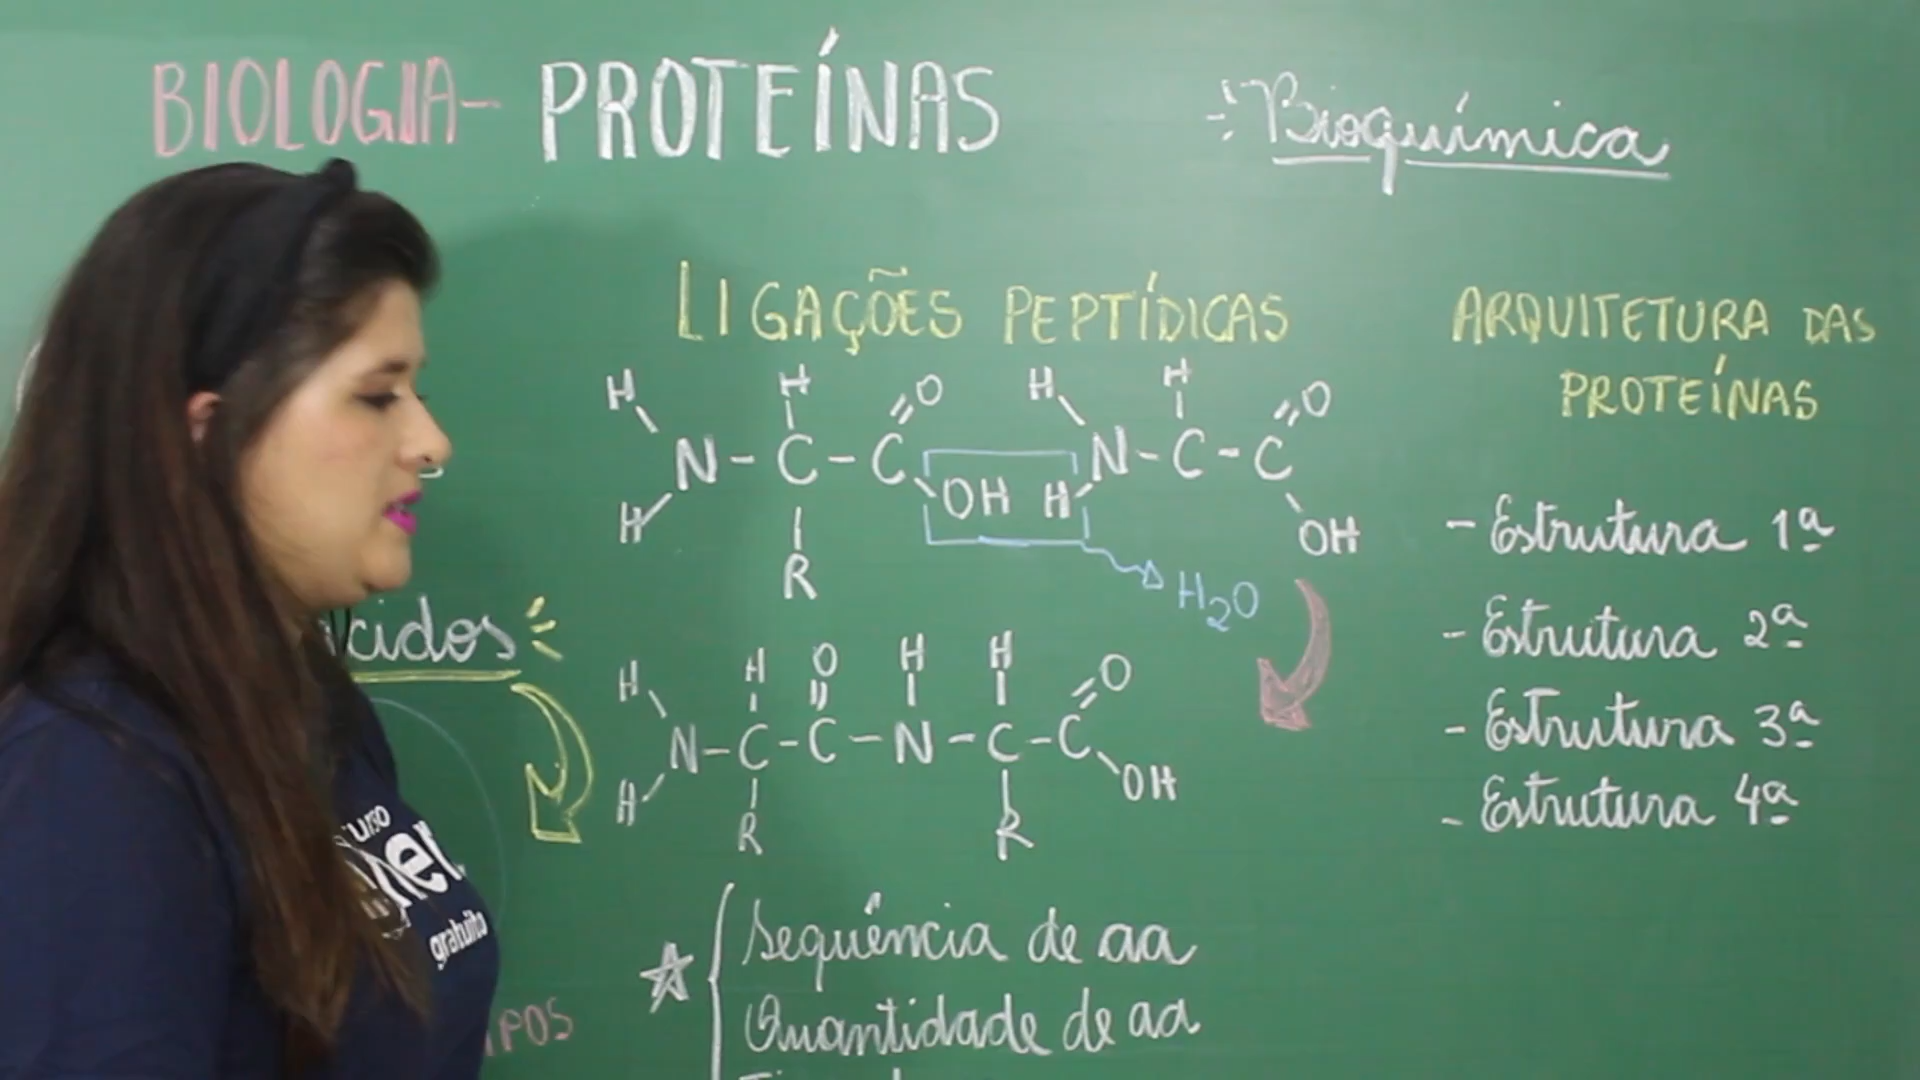 BIOLOGIA- PROTEÍNAS
Bioquímica
LIGAÇÕES PEPTÍDICAS
H H O H H O
N - C - C N - C - C
H OH H OH
R
H2O
H H O H H O
N - C - C - N - C - C
H OH
R R
Sequência de aa
Quantidade de aa
ARQUITETURA DAS
PROTEÍNAS
- Estrutura 1ª
- Estrutura 2ª
- Estrutura 3ª
- Estrutura 4ª
gratuito